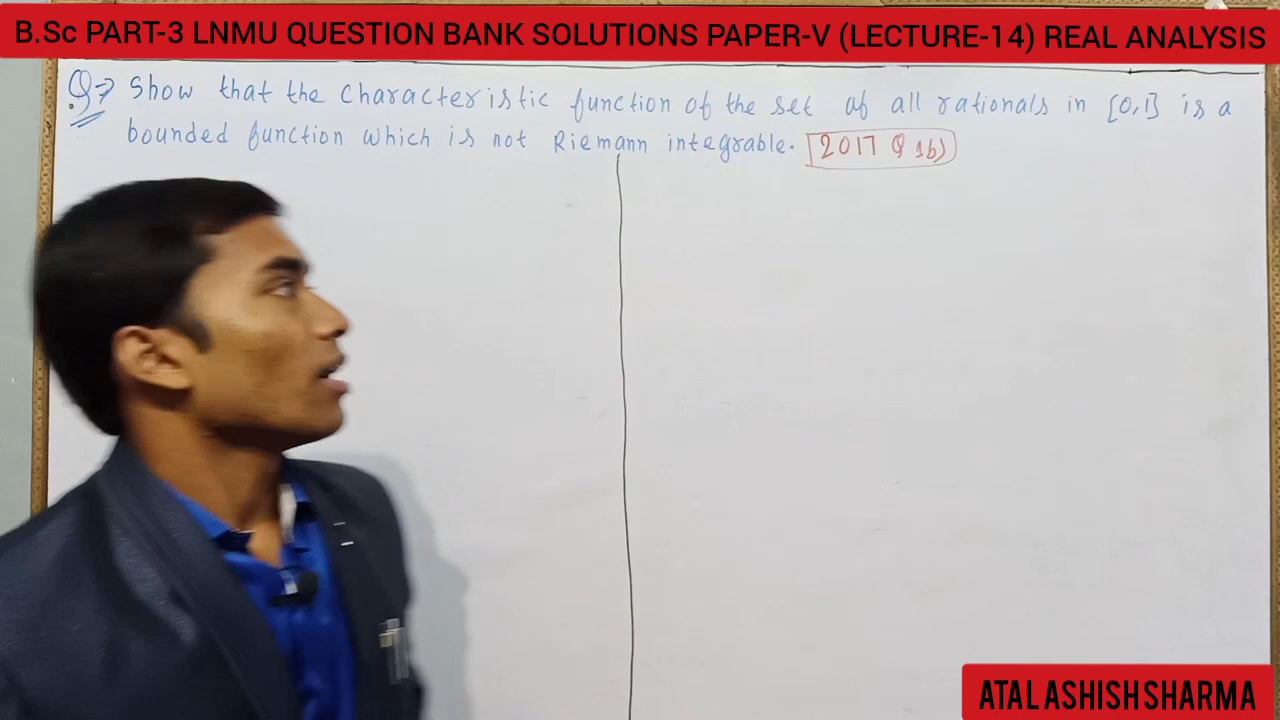 B.Sc PART-3 LNMU QUESTION BANK SOLUTIONS PAPER-V (LECTURE-14) REAL ANALYSIS
Q→ Show that the characteristic function of the set of all rationals in [0,1] is a
bounded function which is not Riemann integrable. [2017 Q 1b)]
ATAL ASHISH SHARMA